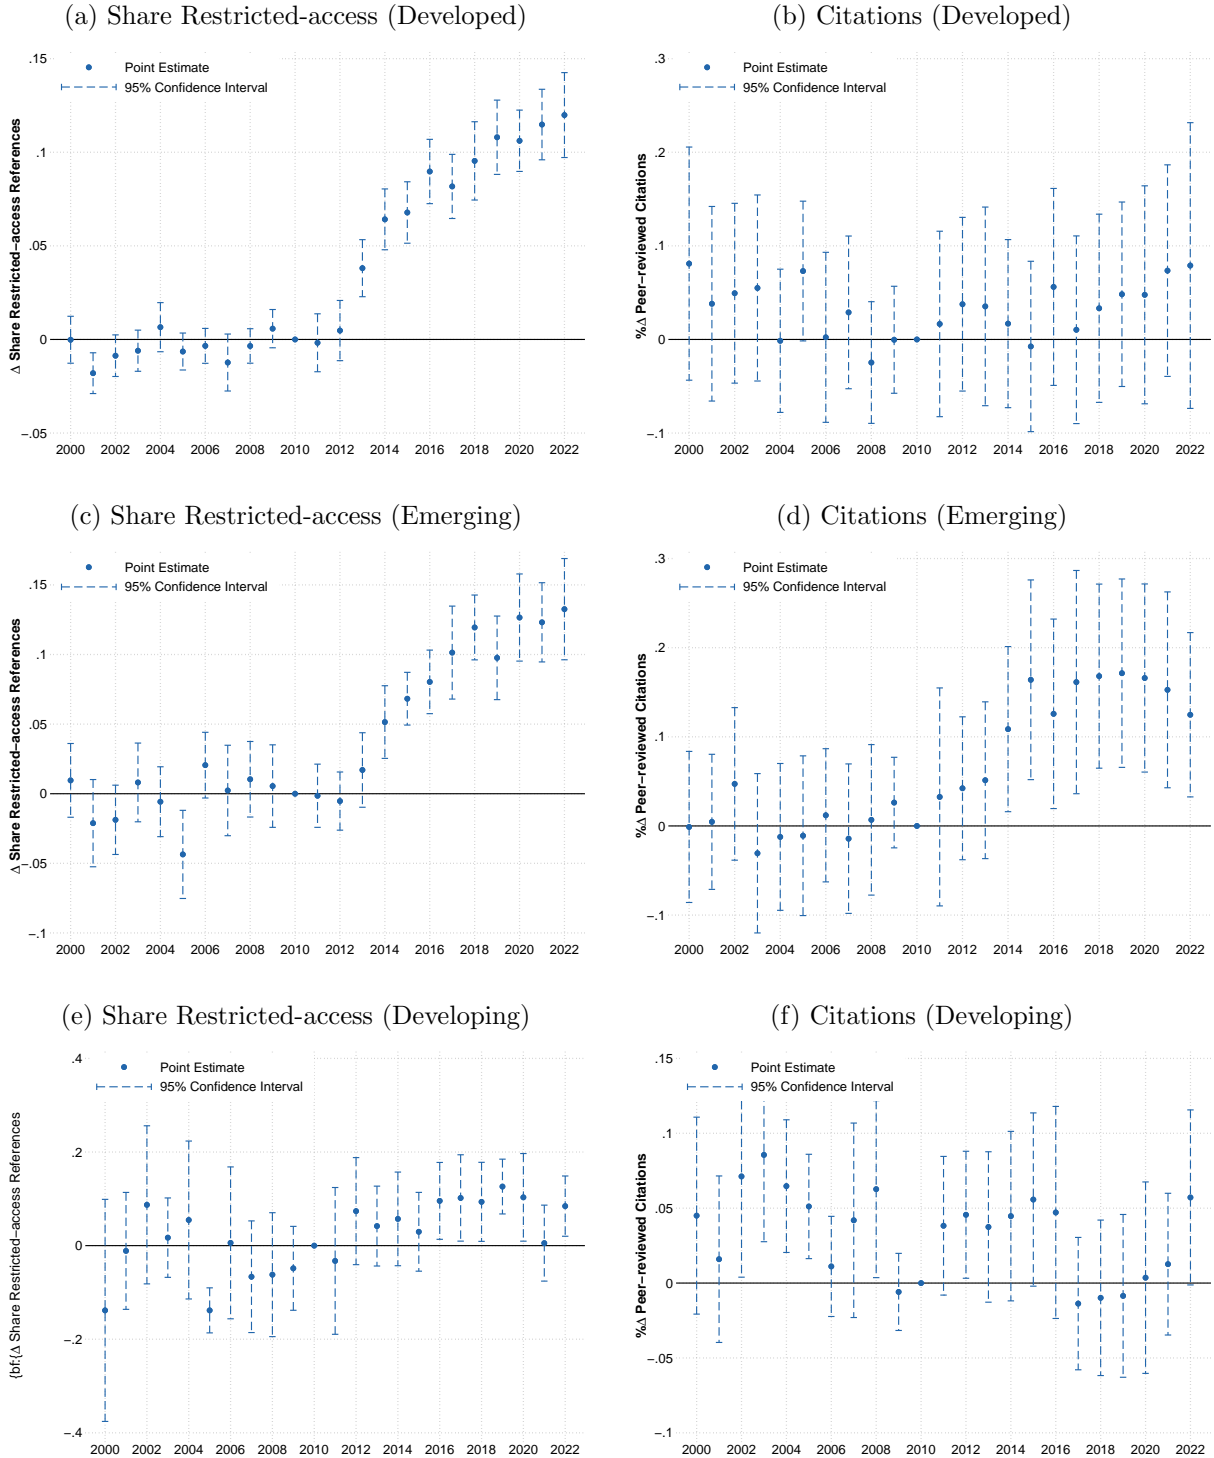 (a) Share Restricted-access (Developed)
Δ Share Restricted−access References
.15
.1
.05
0
−.05
Point Estimate
95% Confidence Interval
2000 2002 2004 2006 2008 2010 2012 2014 2016 2018 2020 2022
(b) Citations (Developed)
%Δ Peer−reviewed Citations
.3
.2
.1
0
−.1
Point Estimate
95% Confidence Interval
2000 2002 2004 2006 2008 2010 2012 2014 2016 2018 2020 2022
(c) Share Restricted-access (Emerging)
Δ Share Restricted−access References
.15
.1
.05
0
−.05
−.1
Point Estimate
95% Confidence Interval
2000 2002 2004 2006 2008 2010 2012 2014 2016 2018 2020 2022
(d) Citations (Emerging)
%Δ Peer−reviewed Citations
.3
.2
.1
0
−.1
Point Estimate
95% Confidence Interval
2000 2002 2004 2006 2008 2010 2012 2014 2016 2018 2020 2022
(e) Share Restricted-access (Developing)
{bf:{Δ Share Restricted−access References
.4
.2
0
−.2
−.4
Point Estimate
95% Confidence Interval
2000 2002 2004 2006 2008 2010 2012 2014 2016 2018 2020 2022
(f) Citations (Developing)
%Δ Peer−reviewed Citations
.15
.1
.05
0
−.05
−.1
Point Estimate
95% Confidence Interval
2000 2002 2004 2006 2008 2010 2012 2014 2016 2018 2020 2022